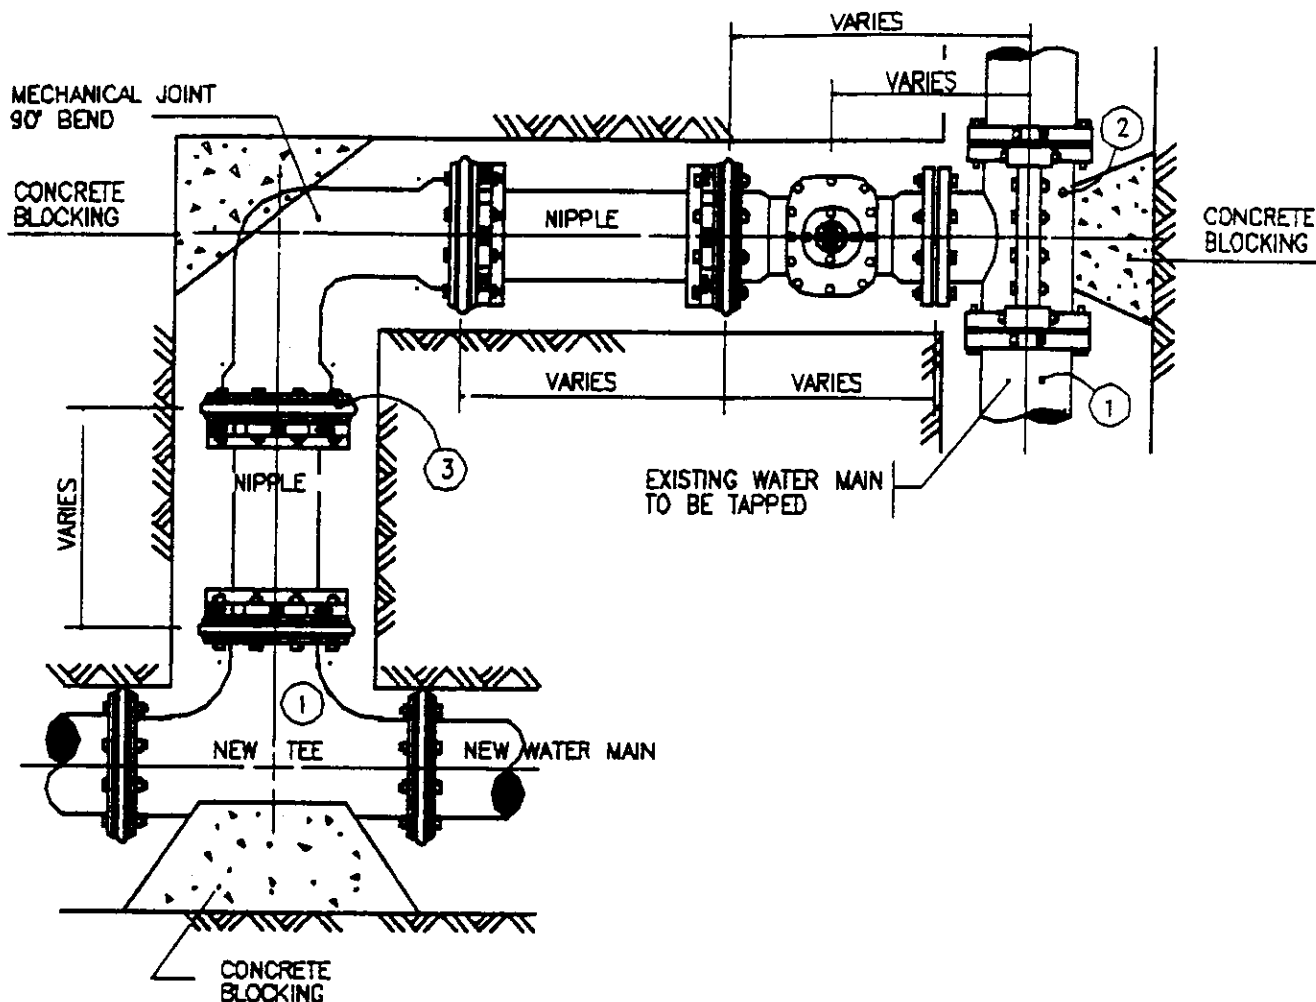 VARIES
VARIES
MECHANICAL JOINT
90° BEND
2
CONCRETE
BLOCKING
NIPPLE
CONCRETE
BLOCKING
VARIES
VARIES
1
3
EXISTING WATER MAIN
TO BE TAPPED
NIPPLE
VARIES
1
NEW TEE
NEW WATER MAIN
CONCRETE
BLOCKING